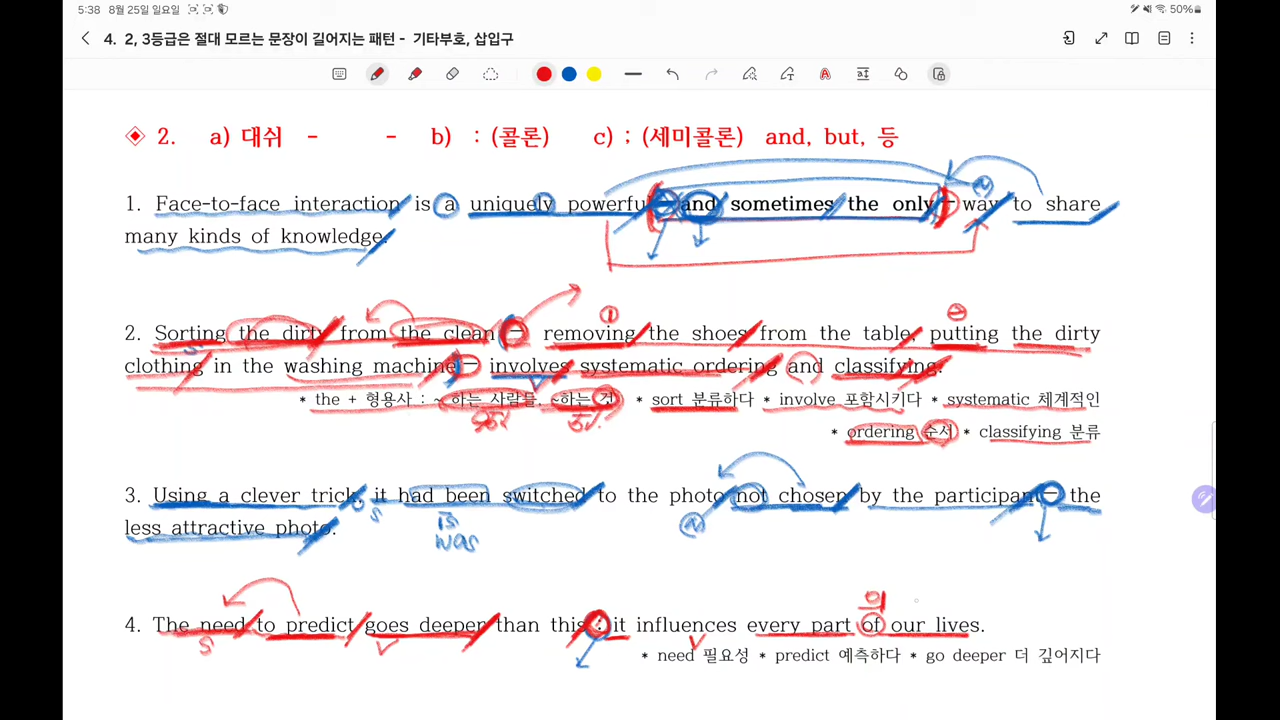 5:38 8월 25일 일요일 50%
4. 2, 3등급은 절대 모르는 문장이 길어지는 패턴 - 기타부호, 삽입구
◈ 2. a) 대쉬 - - b) : (콜론) c) ; (세미콜론) and, but, 등
1. Face-to-face interaction is a uniquely powerful - and sometimes the only - way to share
many kinds of knowledge.
2. Sorting the dirty from the clean - removing the shoes from the table, putting the dirty
clothing in the washing machine - involves systematic ordering and classifying.
* the + 형용사 : ~ 하는 사람들, ~하는 것 * sort 분류하다 * involve 포함시키다 * systematic 체계적인
* ordering 순서 * classifying 분류
3. Using a clever trick, it had been switched to the photo not chosen by the participant - the
S
is
N
less attractive photo.
was
의
4. The need to predict goes deeper than this : it influences every part of our lives.
S V V
* need 필요성 * predict 예측하다 * go deeper 더 깊어지다